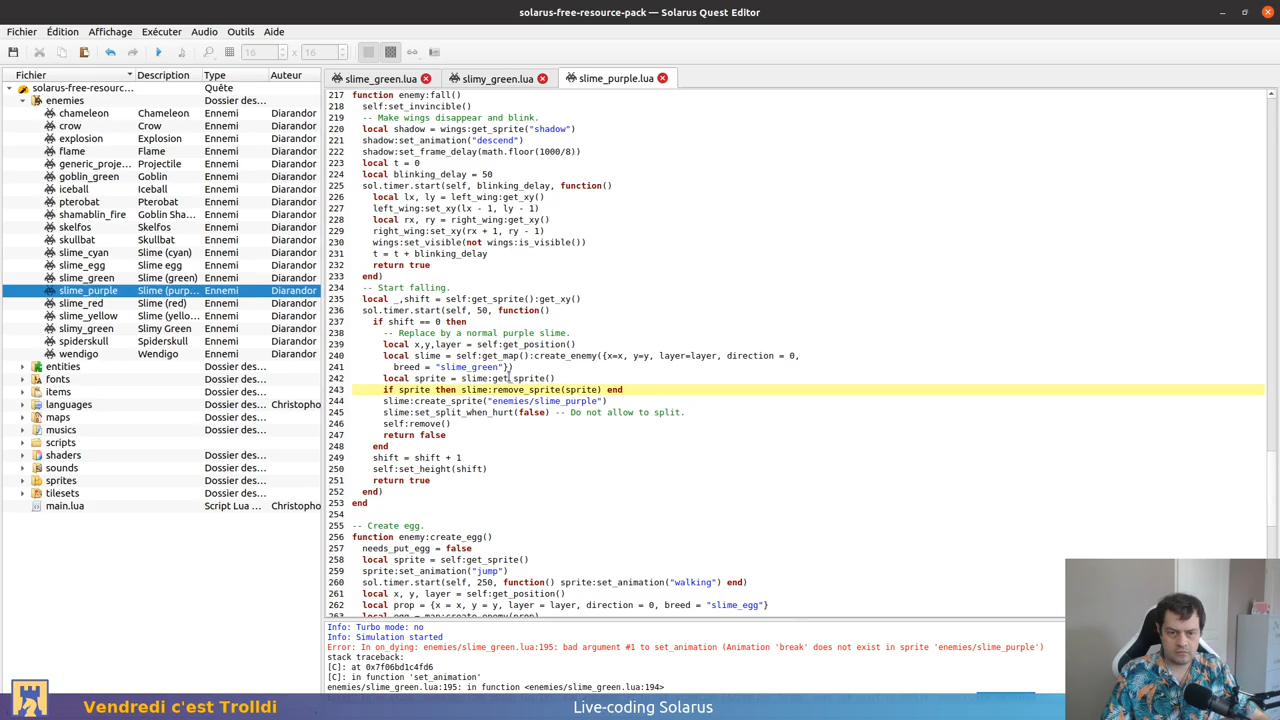 solarus-free-resource-pack — Solarus Quest Editor
Fichier Édition Affichage Exécuter Audio Outils Aide
16 x 16
Fichier Description Type Auteur
solarus-free-resourc... Quête
enemies Dossier des...
chameleon Chameleon Ennemi Diarandor
crow Crow Ennemi Diarandor
explosion Explosion Ennemi Diarandor
flame Flame Ennemi Diarandor
generic_proje... Projectile Ennemi Diarandor
goblin_green Goblin Ennemi Diarandor
iceball Iceball Ennemi Diarandor
pterobat Pterobat Ennemi Diarandor
shamablin_fire Goblin Sha... Ennemi Diarandor
skelfos Skelfos Ennemi Diarandor
skullbat Skullbat Ennemi Diarandor
slime_cyan Slime (cyan) Ennemi Diarandor
slime_egg Slime egg Ennemi Diarandor
slime_green Slime (green) Ennemi Diarandor
slime_purple Slime (purp... Ennemi Diarandor
slime_red Slime (red) Ennemi Diarandor
slime_yellow Slime (yello... Ennemi Diarandor
slimy_green Slimy Green Ennemi Diarandor
spiderskull Spiderskull Ennemi Diarandor
wendigo Wendigo Ennemi Diarandor
entities Dossier des...
fonts Dossier des...
items Dossier des...
languages Dossier des... Christopho
maps Dossier des...
musics Dossier des...
scripts Dossier des...
shaders Dossier des...
sounds Dossier des...
sprites Dossier des...
tilesets Dossier des...
main.lua Script Lua ... Christopho
slime_green.lua slimy_green.lua slime_purple.lua
217 function enemy:fall()
218 self:set_invincible()
219 -- Make wings disappear and blink.
220 local shadow = wings:get_sprite("shadow")
221 shadow:set_animation("descend")
222 shadow:set_frame_delay(math.floor(1000/8))
223 local t = 0
224 local blinking_delay = 50
225 sol.timer.start(self, blinking_delay, function()
226 local lx, ly = left_wing:get_xy()
227 left_wing:set_xy(lx - 1, ly - 1)
228 local rx, ry = right_wing:get_xy()
229 right_wing:set_xy(rx + 1, ry - 1)
230 wings:set_visible(not wings:is_visible())
231 t = t + blinking_delay
232 return true
233 end)
234 -- Start falling.
235 local _,shift = self:get_sprite():get_xy()
236 sol.timer.start(self, 50, function()
237 if shift == 0 then
238 -- Replace by a normal purple slime.
239 local x,y,layer = self:get_position()
240 local slime = self:get_map():create_enemy({x=x, y=y, layer=layer, direction = 0,
241 breed = "slime_green"})
242 local sprite = slime:get_sprite()
243 if sprite then slime:remove_sprite(sprite) end
244 slime:create_sprite("enemies/slime_purple")
245 slime:set_split_when_hurt(false) -- Do not allow to split.
246 self:remove()
247 return false
248 end
249 shift = shift + 1
250 self:set_height(shift)
251 return true
252 end)
253 end
254
255 -- Create egg.
256 function enemy:create_egg()
257 needs_put_egg = false
258 local sprite = self:get_sprite()
259 sprite:set_animation("jump")
260 sol.timer.start(self, 250, function() sprite:set_animation("walking") end)
261 local x, y, layer = self:get_position()
262 local prop = {x = x, y = y, layer = layer, direction = 0, breed = "slime_egg"}
263 local egg = map:create_enemy(prop)
Info: Turbo mode: no
Info: Simulation started
Error: In on_dying: enemies/slime_green.lua:195: bad argument #1 to set_animation (Animation 'break' does not exist in sprite 'enemies/slime_purple')
stack traceback:
[C]: at 0x7f06bd1c4fd6
[C]: in function 'set_animation'
enemies/slime_green.lua:195: in function <enemies/slime_green.lua:194>
Vendredi c'est Trolldi
Live-coding Solarus